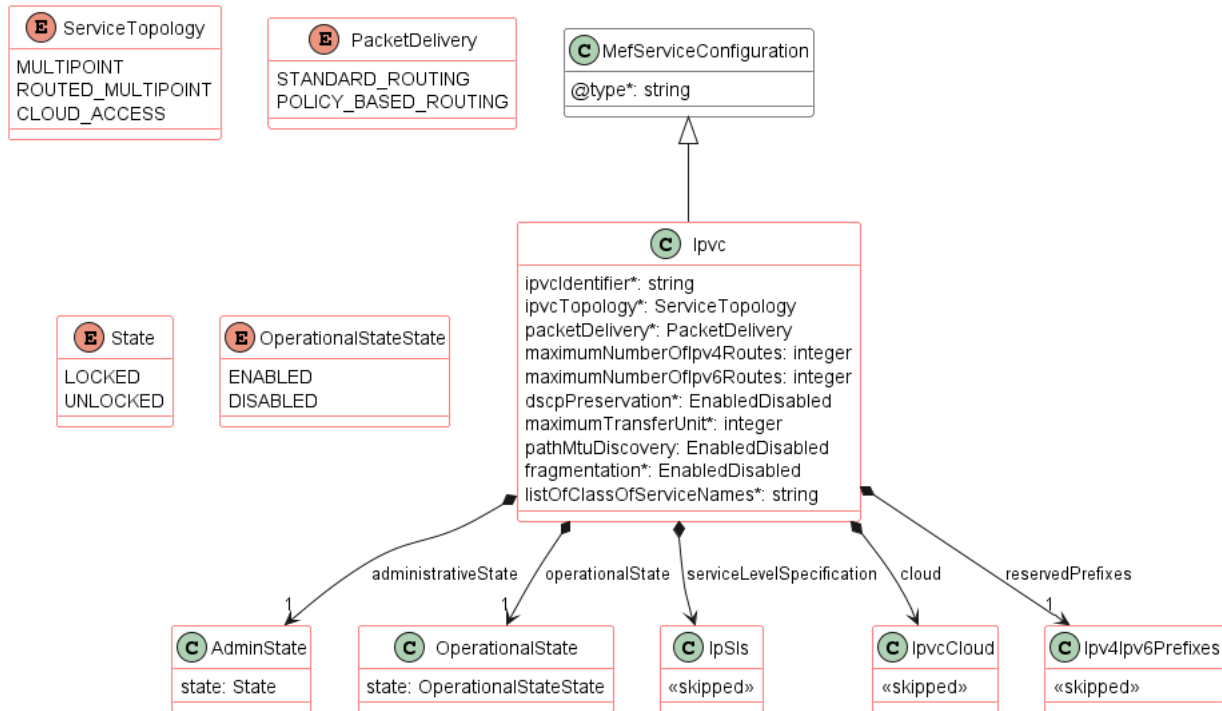 E ServiceTopology
MULTIPOINT
ROUTED_MULTIPOINT
CLOUD_ACCESS
E PacketDelivery
STANDARD_ROUTING
POLICY_BASED_ROUTING
C MefServiceConfiguration
@type*: string
C Ipvc
ipvcIdentifier*: string
ipvcTopology*: ServiceTopology
packetDelivery*: PacketDelivery
maximumNumberOfIpv4Routes: integer
maximumNumberOfIpv6Routes: integer
dscpPreservation*: EnabledDisabled
maximumTransferUnit*: integer
pathMtuDiscovery: EnabledDisabled
fragmentation*: EnabledDisabled
listOfClassOfServiceNames*: string
E State
LOCKED
UNLOCKED
E OperationalStateState
ENABLED
DISABLED
administrativeState
operationalState
serviceLevelSpecification
cloud
reservedPrefixes
1
1
1
C AdminState
state: State
C OperationalState
state: OperationalStateState
C IpSls
«skipped»
C IpvcCloud
«skipped»
C Ipv4Ipv6Prefixes
«skipped»